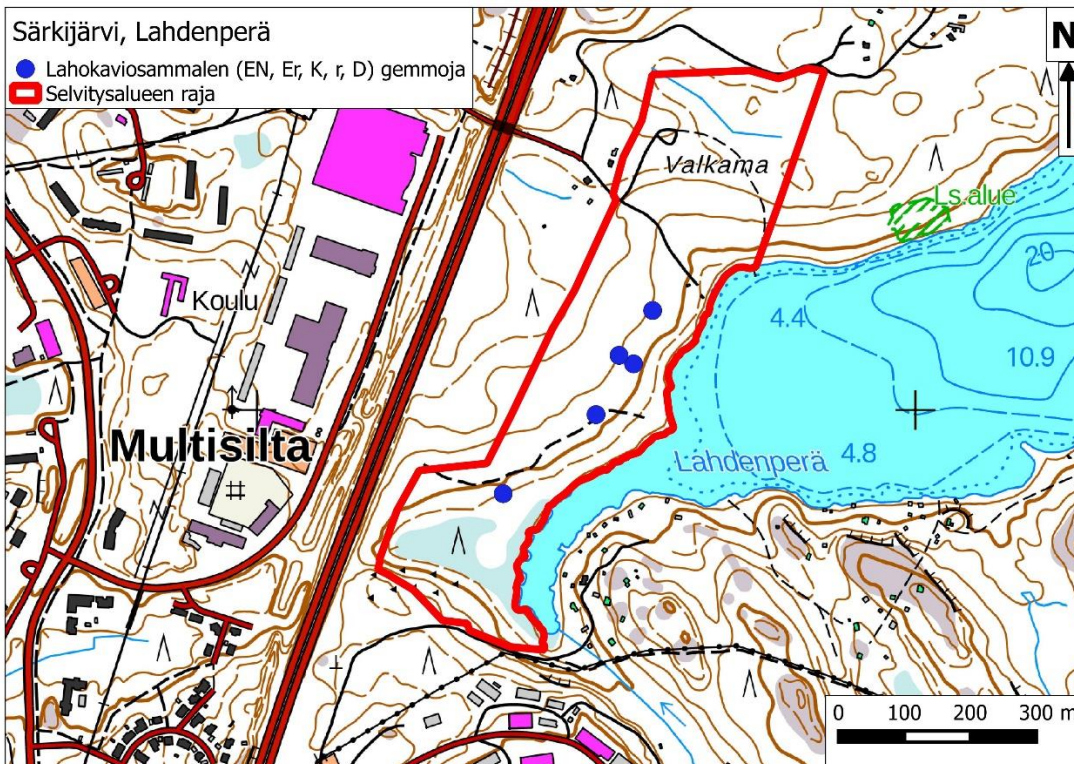 Särkijärvi, Lahdenperä
Lahokaviosammalen (EN, Er, K, r, D) gemmoja
Selvitysalueen raja
N
Valkama
Ls alue
20
Koulu
4.4
10.9
Multisilta
8
Lahdenperä
4.8
0 100 200 300 m